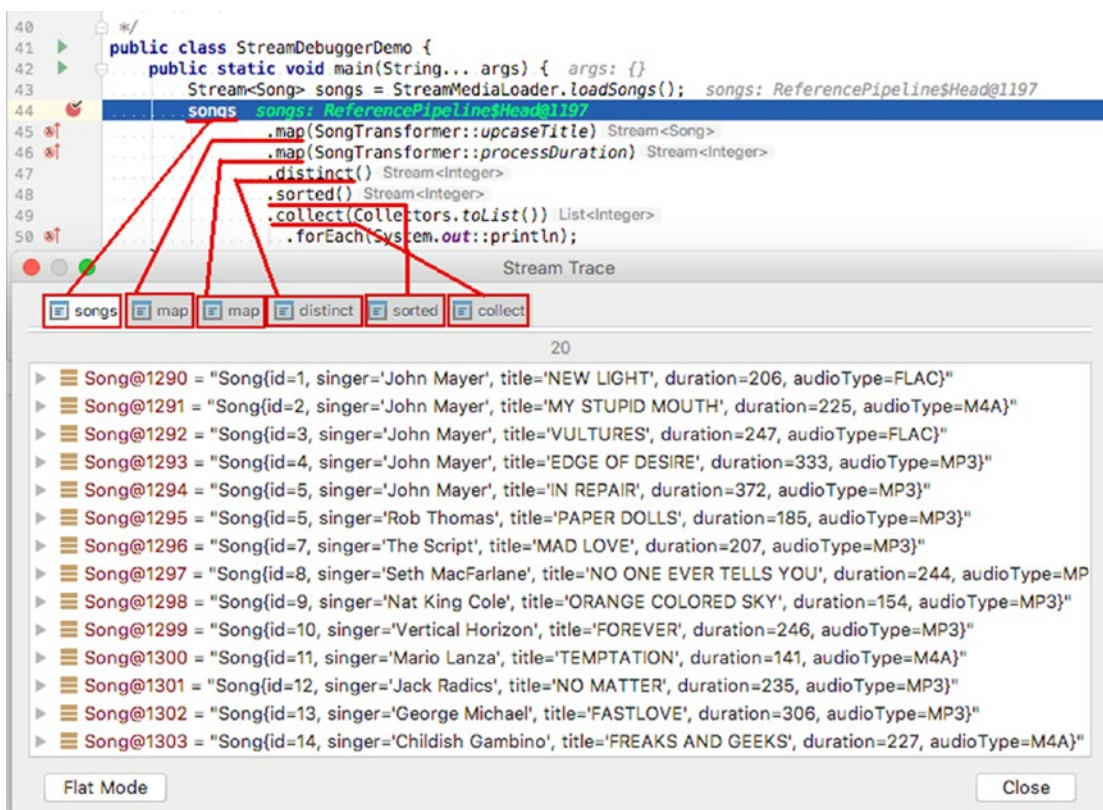 40 */
41 public class StreamDebuggerDemo {
42 public static void main(String... args) { args: {}
43 Stream<Song> songs = StreamMediaLoader.loadSongs(); songs: ReferencePipeline$Head@1197
44 songs songs: ReferencePipeline$Head@1197
45 .map(SongTransformer::upcaseTitle) Stream<Song>
46 .map(SongTransformer::processDuration) Stream<Integer>
47 .distinct() Stream<Integer>
48 .sorted() Stream<Integer>
49 .collect(Collectors.toList()) List<Integer>
50 .forEach(System.out::println);
Stream Trace
songs map map distinct sorted collect
20
Song@1290 = "Song{id=1, singer='John Mayer', title='NEW LIGHT', duration=206, audioType=FLAC}"
Song@1291 = "Song{id=2, singer='John Mayer', title='MY STUPID MOUTH', duration=225, audioType=M4A}"
Song@1292 = "Song{id=3, singer='John Mayer', title='VULTURES', duration=247, audioType=FLAC}"
Song@1293 = "Song{id=4, singer='John Mayer', title='EDGE OF DESIRE', duration=333, audioType=MP3}"
Song@1294 = "Song{id=5, singer='John Mayer', title='IN REPAIR', duration=372, audioType=MP3}"
Song@1295 = "Song{id=5, singer='Rob Thomas', title='PAPER DOLLS', duration=185, audioType=MP3}"
Song@1296 = "Song{id=7, singer='The Script', title='MAD LOVE', duration=207, audioType=MP3}"
Song@1297 = "Song{id=8, singer='Seth MacFarlane', title='NO ONE EVER TELLS YOU', duration=244, audioType=MP
Song@1298 = "Song{id=9, singer='Nat King Cole', title='ORANGE COLORED SKY', duration=154, audioType=MP3}"
Song@1299 = "Song{id=10, singer='Vertical Horizon', title='FOREVER', duration=246, audioType=MP3}"
Song@1300 = "Song{id=11, singer='Mario Lanza', title='TEMPTATION', duration=141, audioType=M4A}"
Song@1301 = "Song{id=12, singer='Jack Radics', title='NO MATTER', duration=235, audioType=MP3}"
Song@1302 = "Song{id=13, singer='George Michael', title='FASTLOVE', duration=306, audioType=MP3}"
Song@1303 = "Song{id=14, singer='Childish Gambino', title='FREAKS AND GEEKS', duration=227, audioType=M4A}"
Flat Mode Close